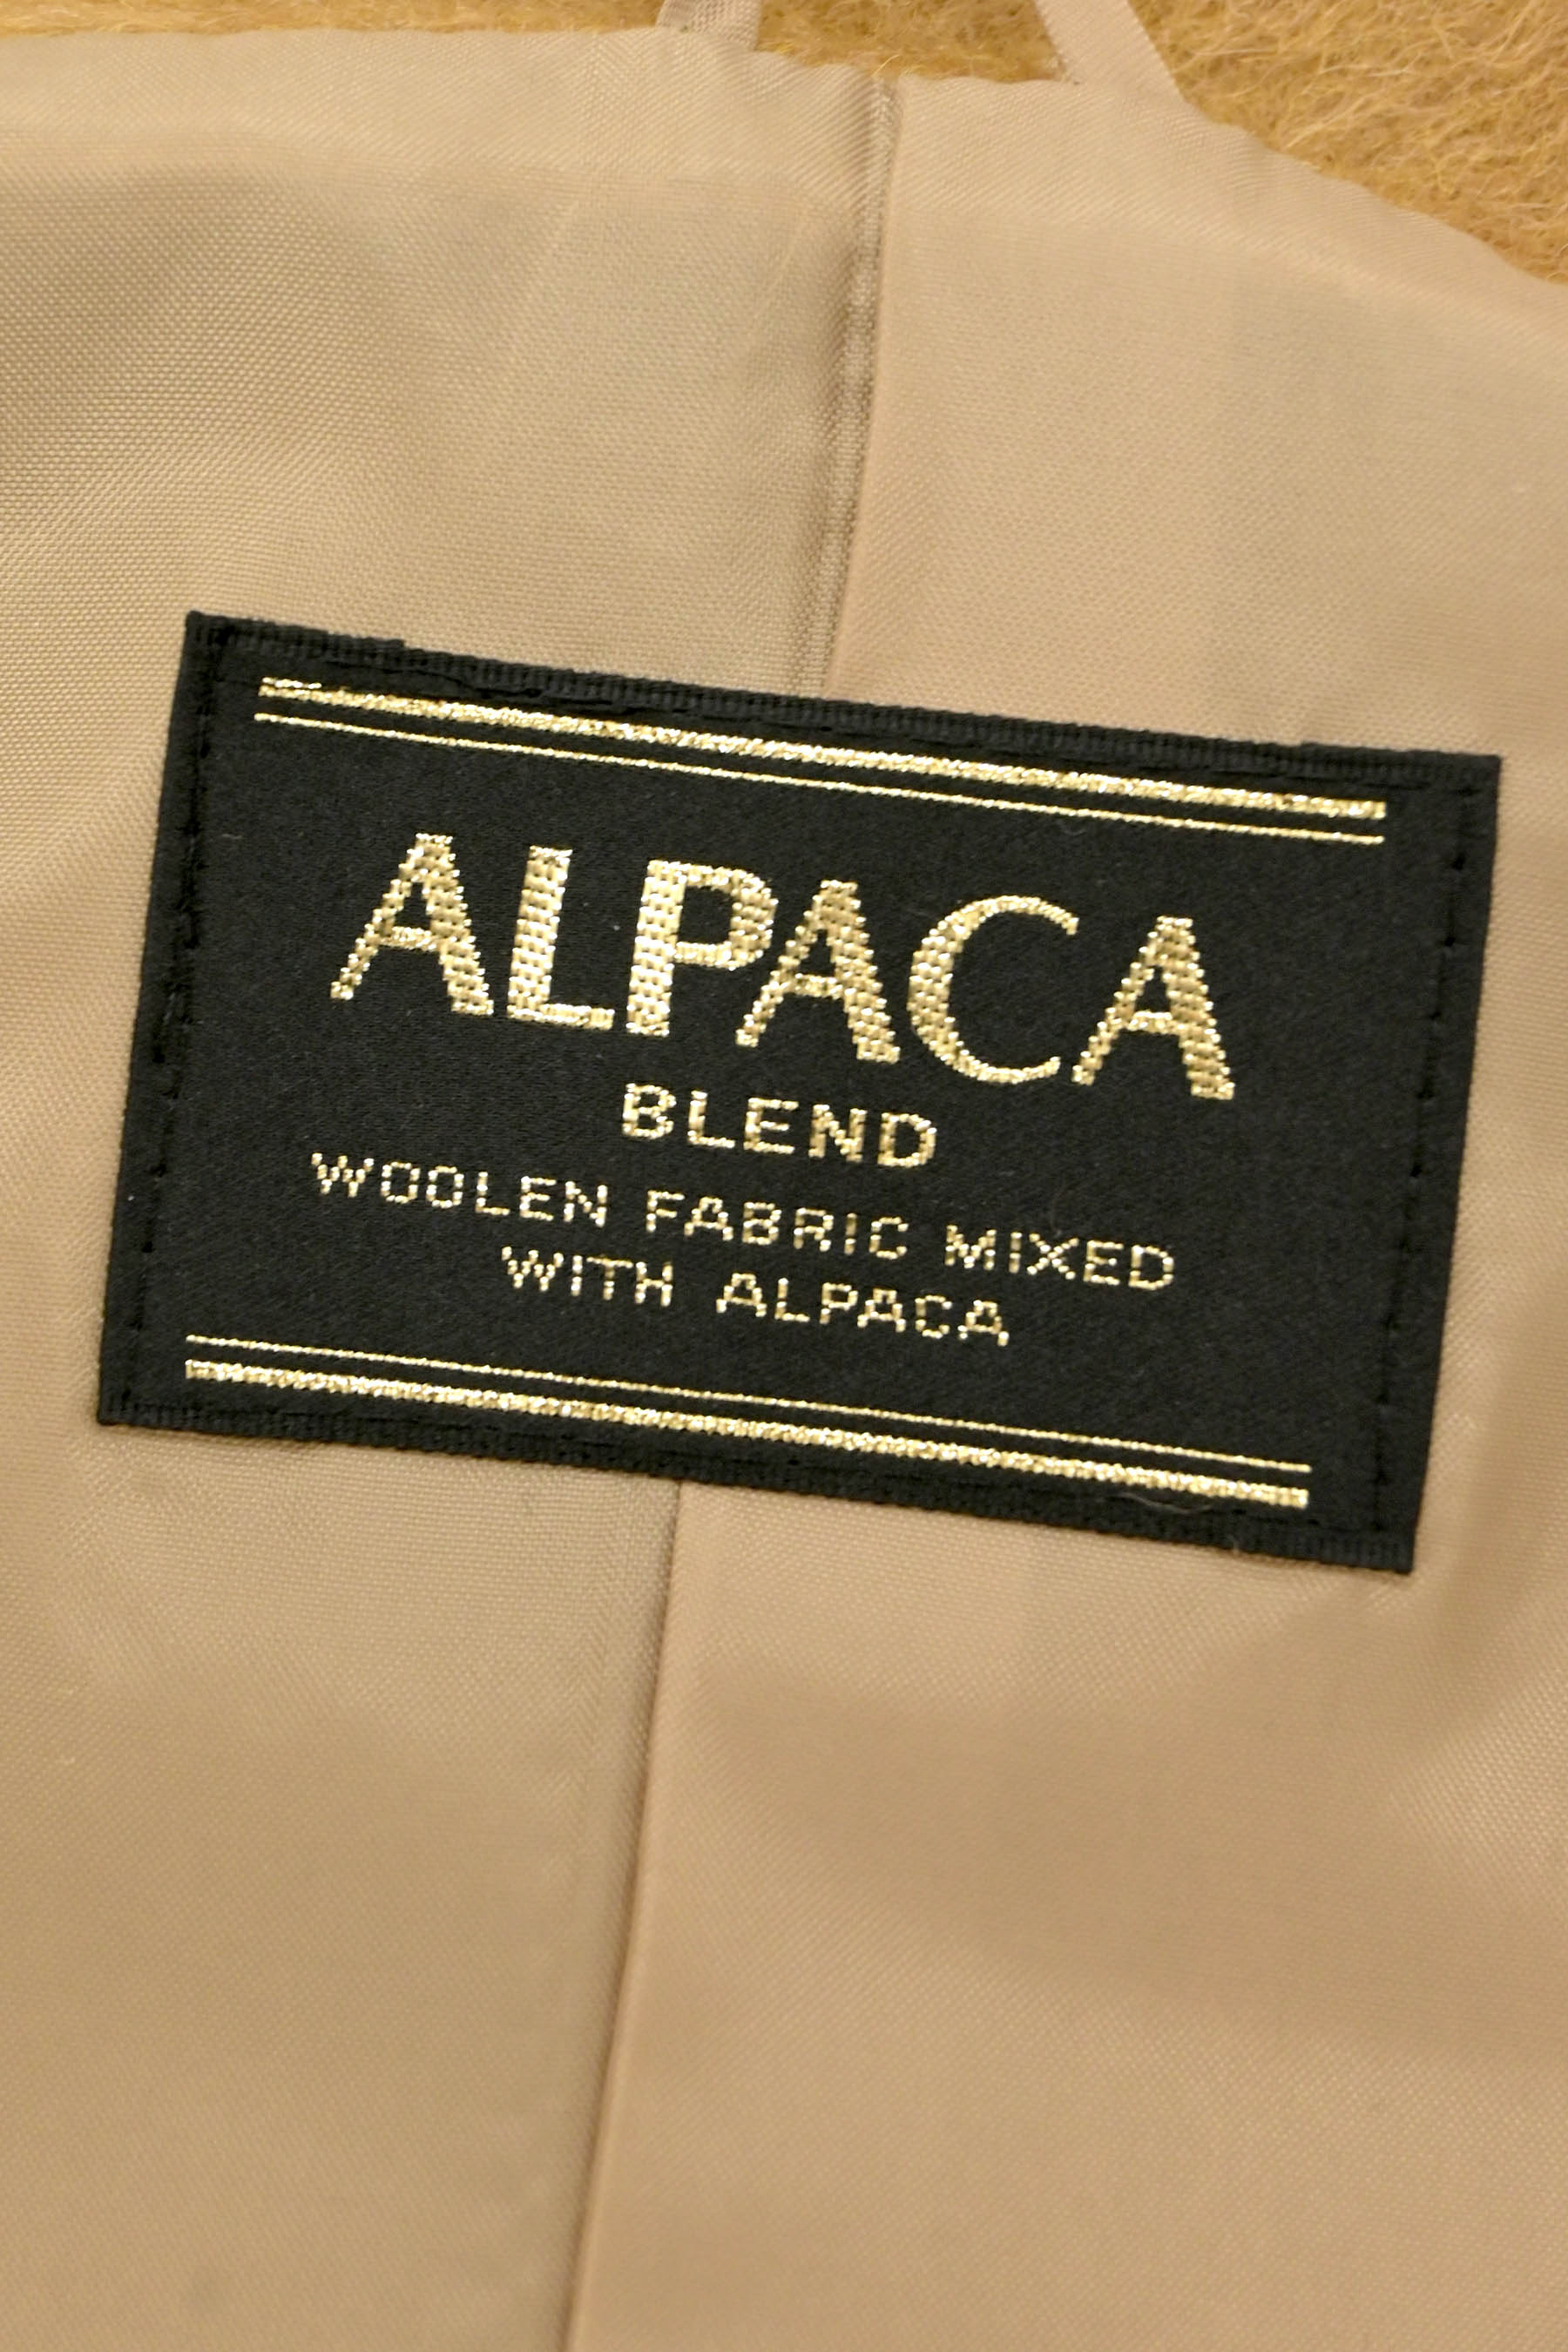 ALPACA
BLEND
WOOLEN FABRIC MIXED
WITH ALPACA